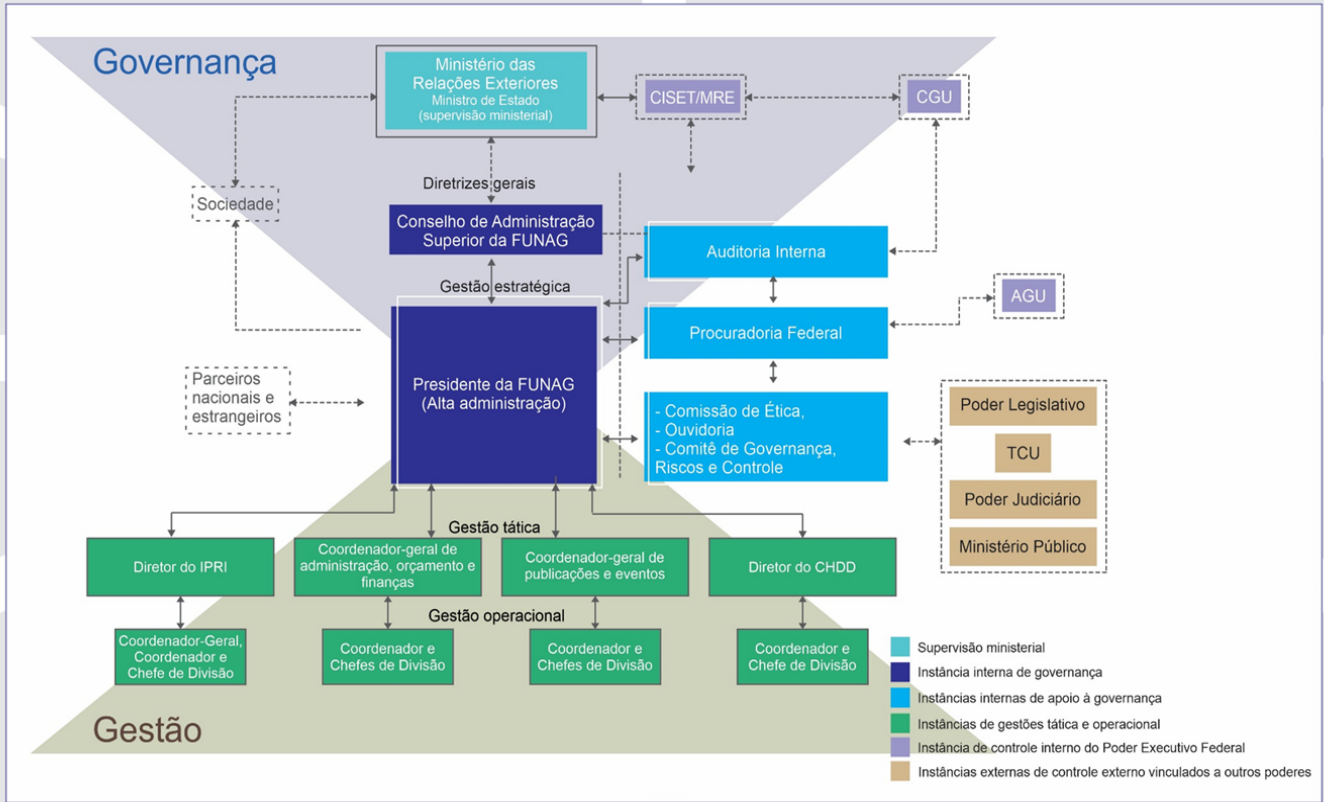 Governança
Ministério das
Relações Exteriores
Ministro de Estado
(supervisão ministerial)
CISET/MRE
CGU
Diretrizes gerais
Sociedade
Conselho de Administração
Superior da FUNAG
Auditoria Interna
Gestão estratégica
AGU
Procuradoria Federal
Parceiros
nacionais e
estrangeiros
Presidente da FUNAG
(Alta administração)
- Comissão de Ética,
- Ouvidoria
- Comitê de Governança,
Riscos e Controle
Poder Legislativo
TCU
Poder Judiciário
Ministério Público
Gestão tática
Diretor do IPRI
Coordenador-geral de
administração, orçamento e
finanças
Coordenador-geral de
publicações e eventos
Diretor do CHDD
Gestão operacional
Coordenador-Geral,
Coordenador e
Chefe de Divisão
Coordenador e
Chefes de Divisão
Coordenador e
Chefes de Divisão
Coordenador e
Chefe de Divisão
Gestão
Supervisão ministerial
Instância interna de governança
Instâncias internas de apoio à governança
Instâncias de gestões tática e operacional
Instância de controle interno do Poder Executivo Federal
Instâncias externas de controle externo vinculados a outros poderes